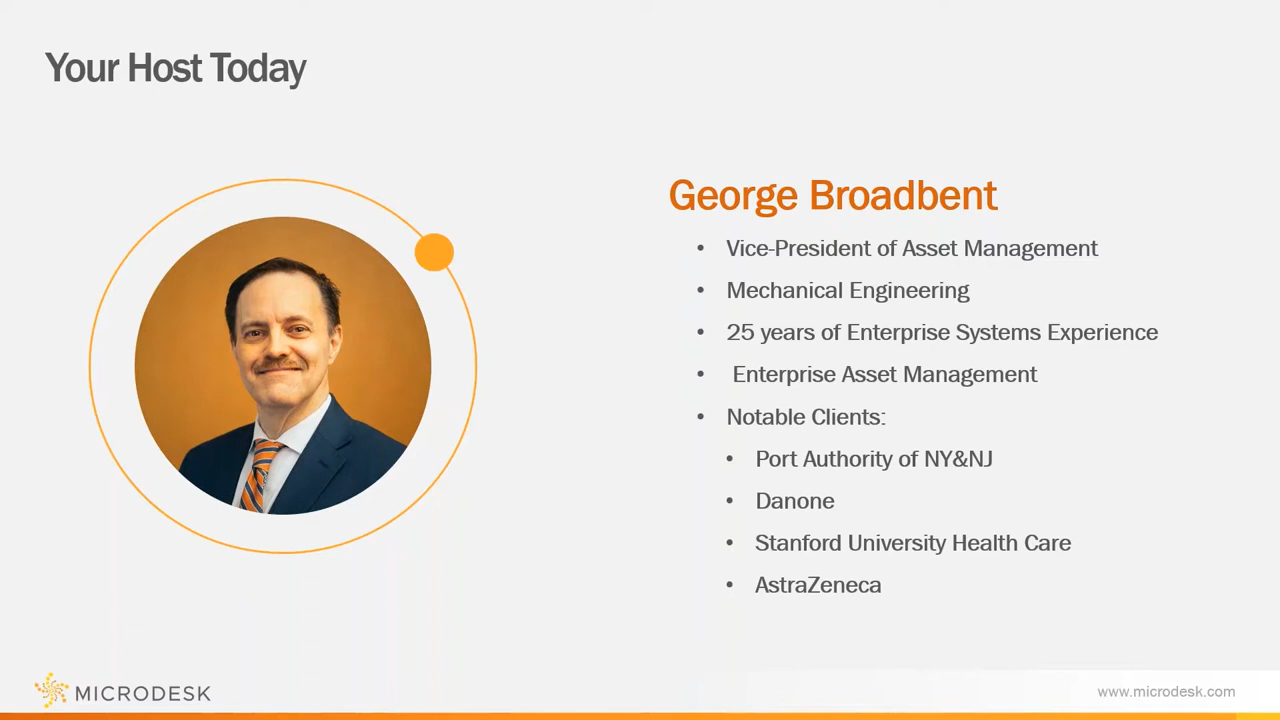 Your Host Today
George Broadbent
• Vice-President of Asset Management
• Mechanical Engineering
• 25 years of Enterprise Systems Experience
• Enterprise Asset Management
• Notable Clients:
• Port Authority of NY&NJ
• Danone
• Stanford University Health Care
• AstraZeneca
MICRODESK
www.microdesk.com